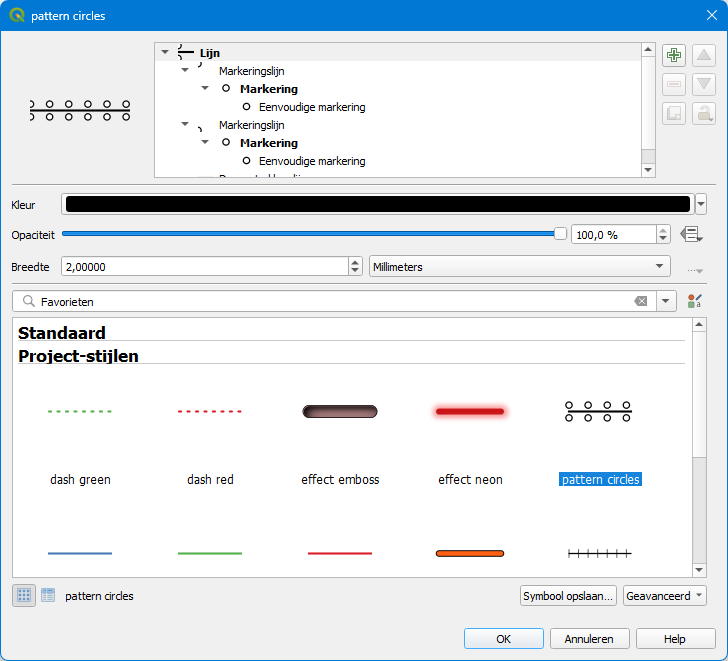 pattern circles
Lijn
Markeringslijn
Markering
Eenvoudige markering
Markeringslijn
Markering
Eenvoudige markering
Kleur
Opaciteit
100,0 %
Breedte
2,00000
Millimeters
Favorieten
Standaard
Project-stijlen
dash green
dash red
effect emboss
effect neon
pattern circles
pattern circles
Symbool opslaan...
Geavanceerd
OK
Annuleren
Help